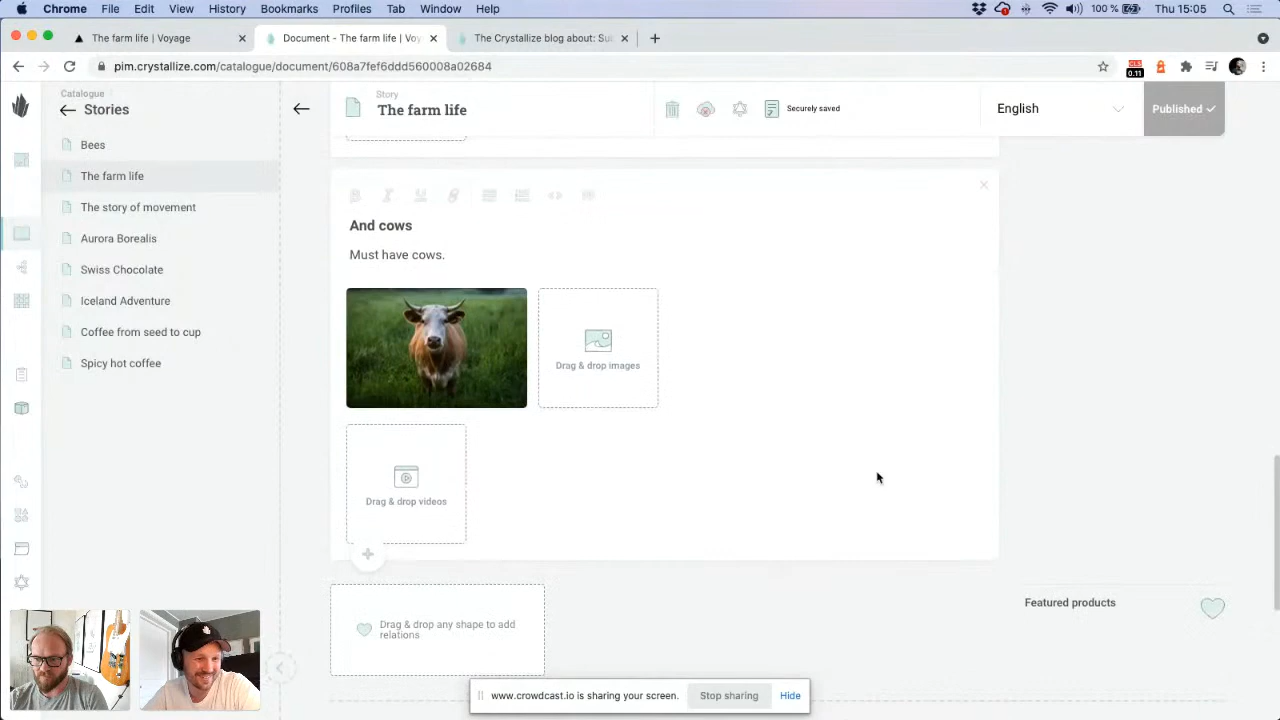 Chrome File Edit View History Bookmarks Profiles Tab Window Help 100 % Thu 15:05
The farm life | Voyage
Document - The farm life | Voy
The Crystallize blog about: Su
pim.crystallize.com/catalogue/document/608a7fef6ddd560008a02684
CLS
0.11
Catalogue
Stories
Story
The farm life
Securely saved
English
Published
Bees
The farm life
The story of movement
Aurora Borealis
Swiss Chocolate
Iceland Adventure
Coffee from seed to cup
Spicy hot coffee
And cows
Must have cows.
Drag & drop images
Drag & drop videos
Drag & drop any shape to add
relations
Featured products
www.crowdcast.io is sharing your screen.
Stop sharing
Hide